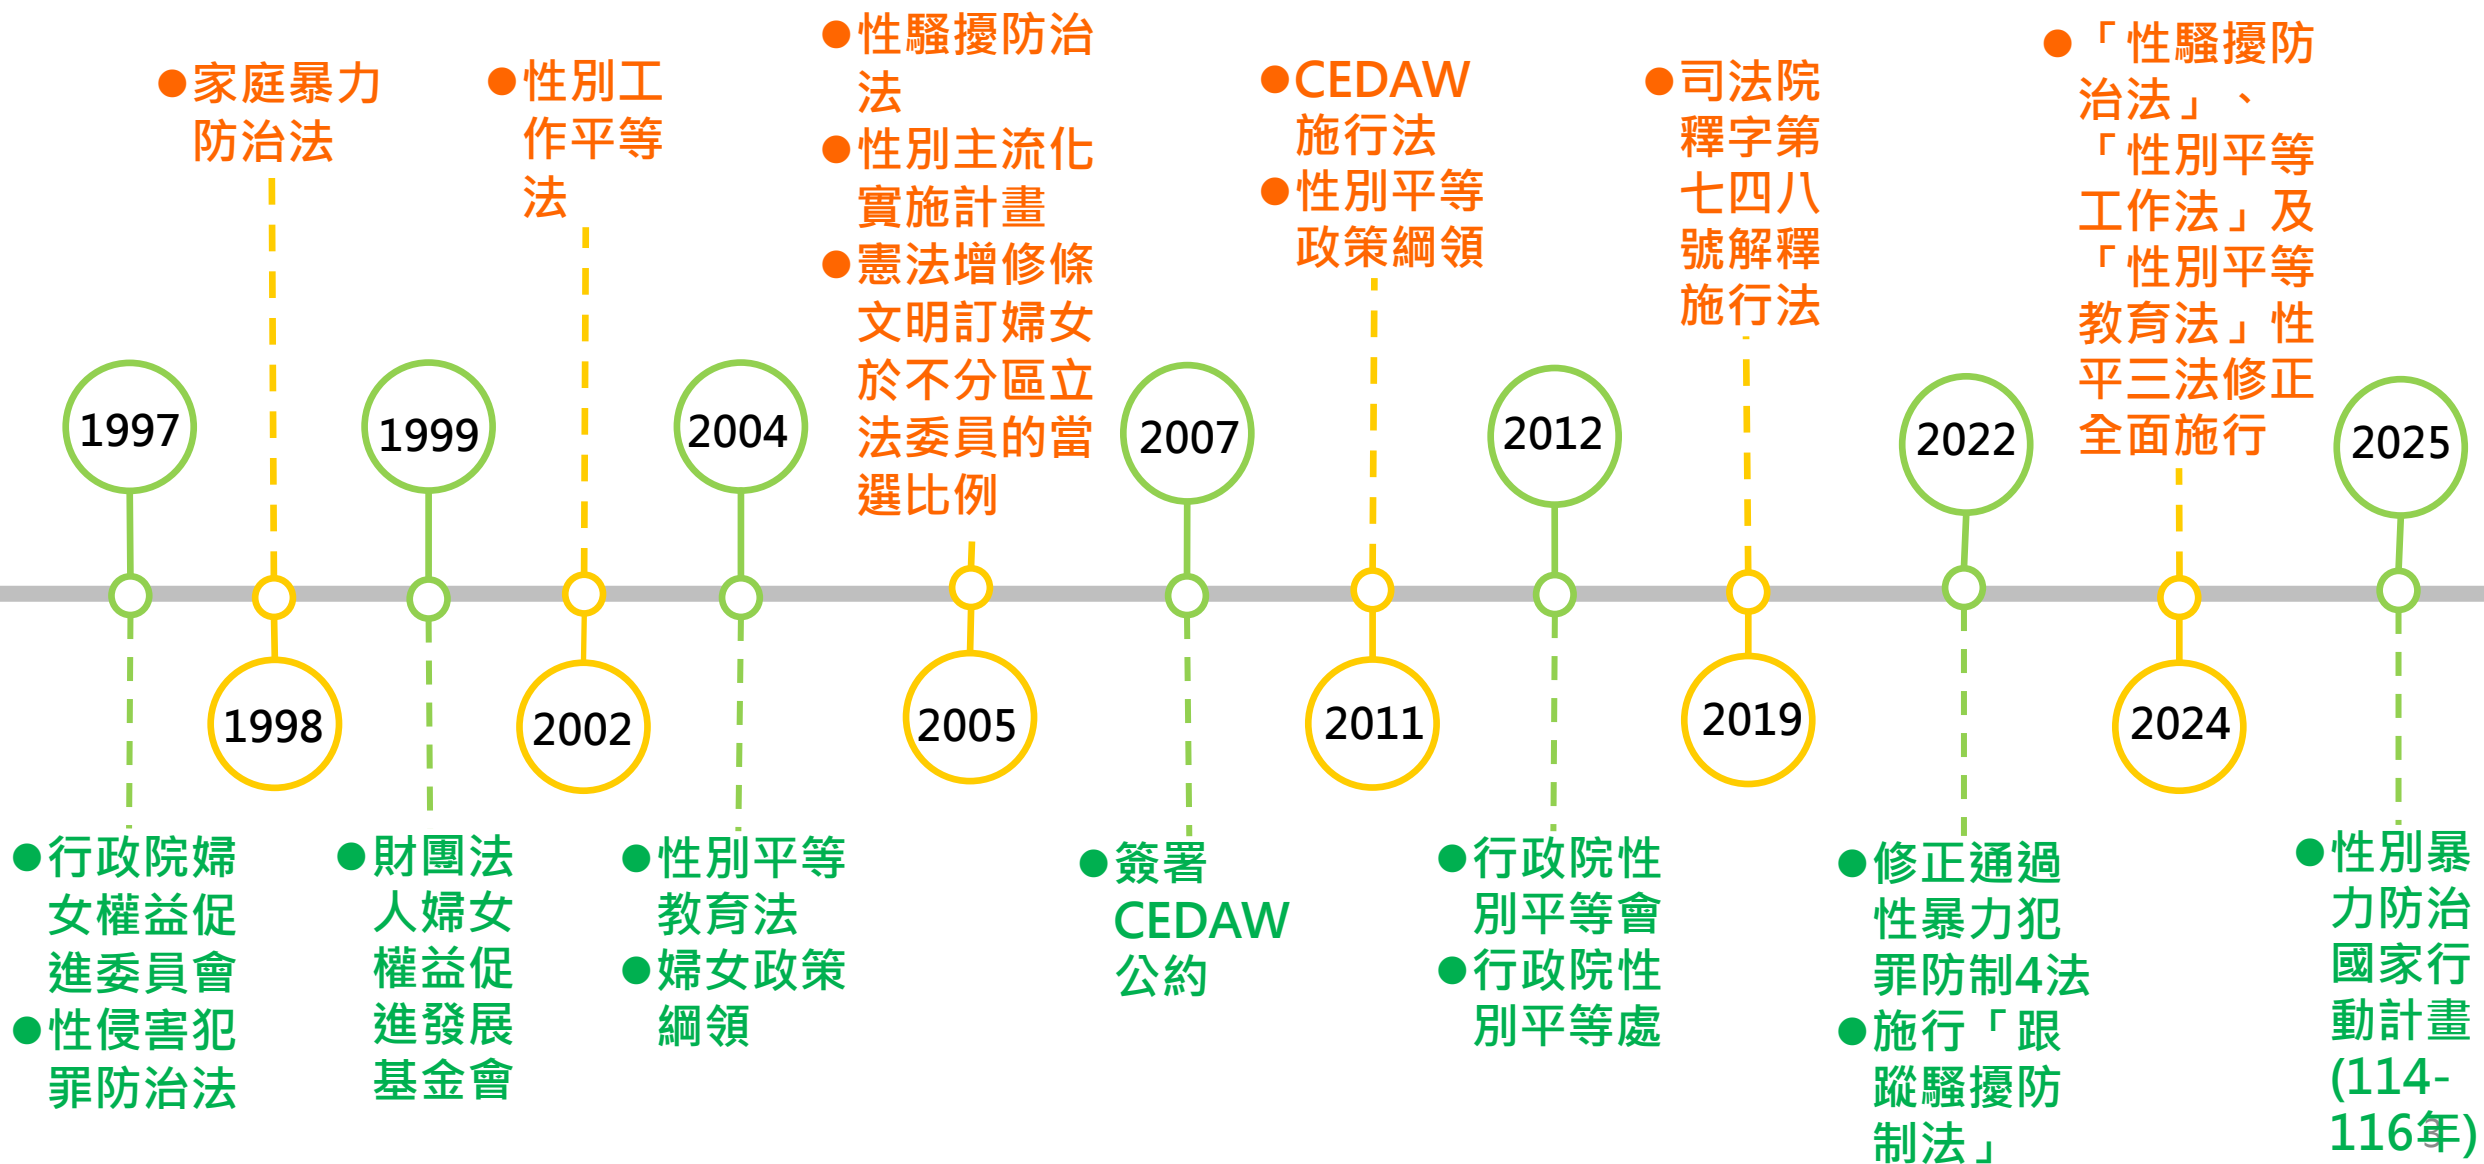 ●家庭暴力
防治法
●性別工
作平等
法
●性騷擾防治
法
●性別主流化
實施計畫
●憲法增修條
文明訂婦女
於不分區立
法委員的當
選比例
●CEDAW
施行法
●性別平等
政策綱領
●司法院
釋字第
七四八
號解釋
施行法
●「性騷擾防
治法」、
「性別平等
工作法」及
「性別平等
教育法」性
平三法修正
全面施行
1997
1999
2004
2007
2012
2022
2025
1998
2002
2005
2011
2019
2024
●行政院婦
女權益促
進委員會
●性侵害犯
罪防治法
●財團法
人婦女
權益促
進發展
基金會
●性別平等
教育法
●婦女政策
綱領
●簽署
CEDAW
公約
●行政院性
別平等會
●行政院性
別平等處
●修正通過
性暴力犯
罪防制4法
●施行「跟
蹤騷擾防
制法」
●性別暴
力防治
國家行
動計畫
(114-
116年)
3